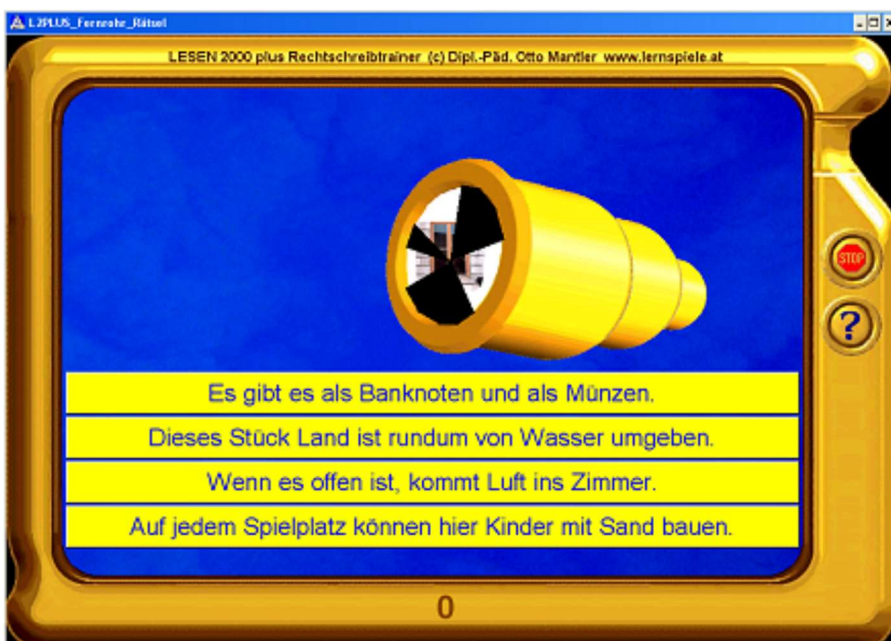 L2PLUS_Fernrohr_Rätsel
LESEN 2000 plus Rechtschreibtrainer (c) Dipl.-Päd. Otto Mantler www.lernspiele.at
STOP
?
Es gibt es als Banknoten und als Münzen.
Dieses Stück Land ist rundum von Wasser umgeben.
Wenn es offen ist, kommt Luft ins Zimmer.
Auf jedem Spielplatz können hier Kinder mit Sand bauen.
0